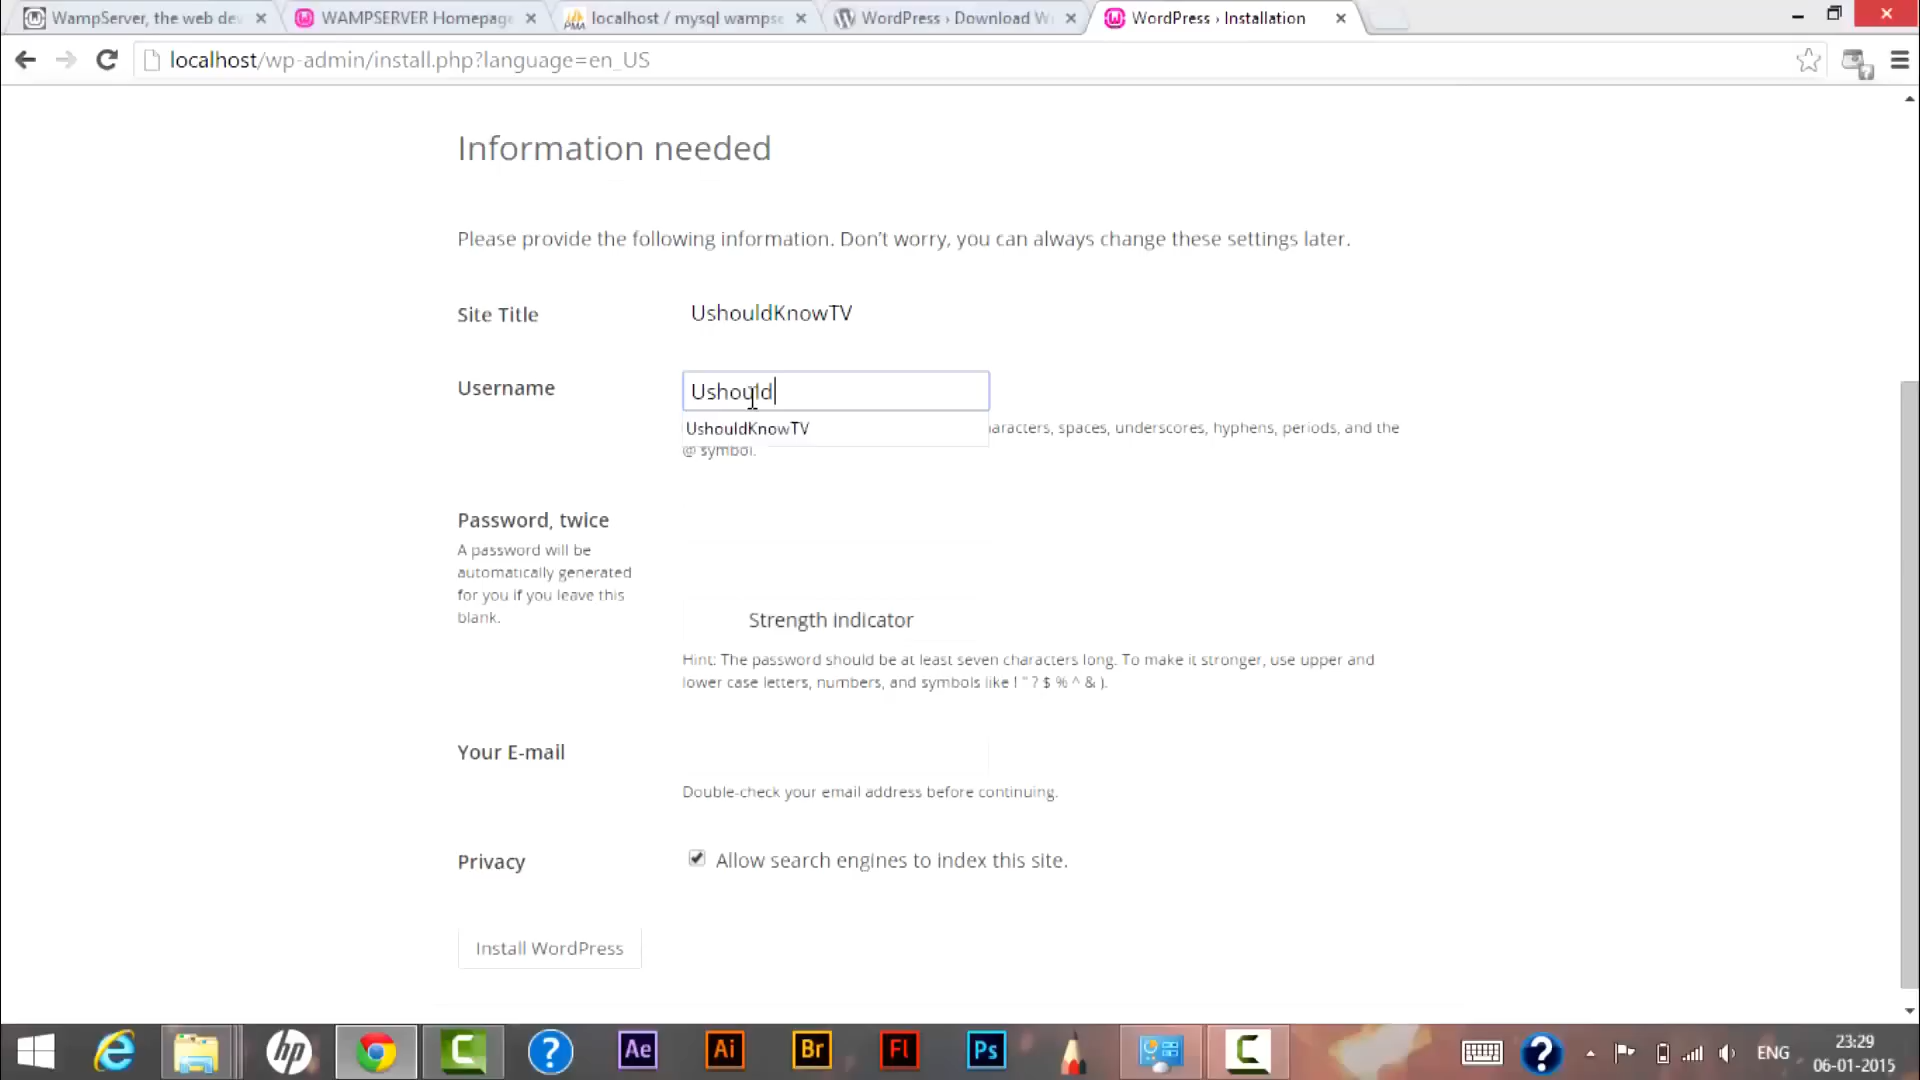 WampServer, the web de
WAMPSERVER Homepage
localhost / mysql wampse
WordPress › Download W
WordPress › Installation
localhost/wp-admin/install.php?language=en_US
Information needed
Please provide the following information. Don't worry, you can always change these settings later.
Site Title
UshouldKnowTV
Username
Ushould
UshouldKnowTV
aracters, spaces, underscores, hyphens, periods, and the
@ symbol.
Password, twice
A password will be
automatically generated
for you if you leave this
blank.
Strength indicator
Hint: The password should be at least seven characters long. To make it stronger, use upper and
lower case letters, numbers, and symbols like ! " ? $ % ^ & ).
Your E-mail
Double-check your email address before continuing.
Privacy
Allow search engines to index this site.
Install WordPress
hp
Ae
Ai
Br
Fl
Ps
ENG
23:29
06-01-2015